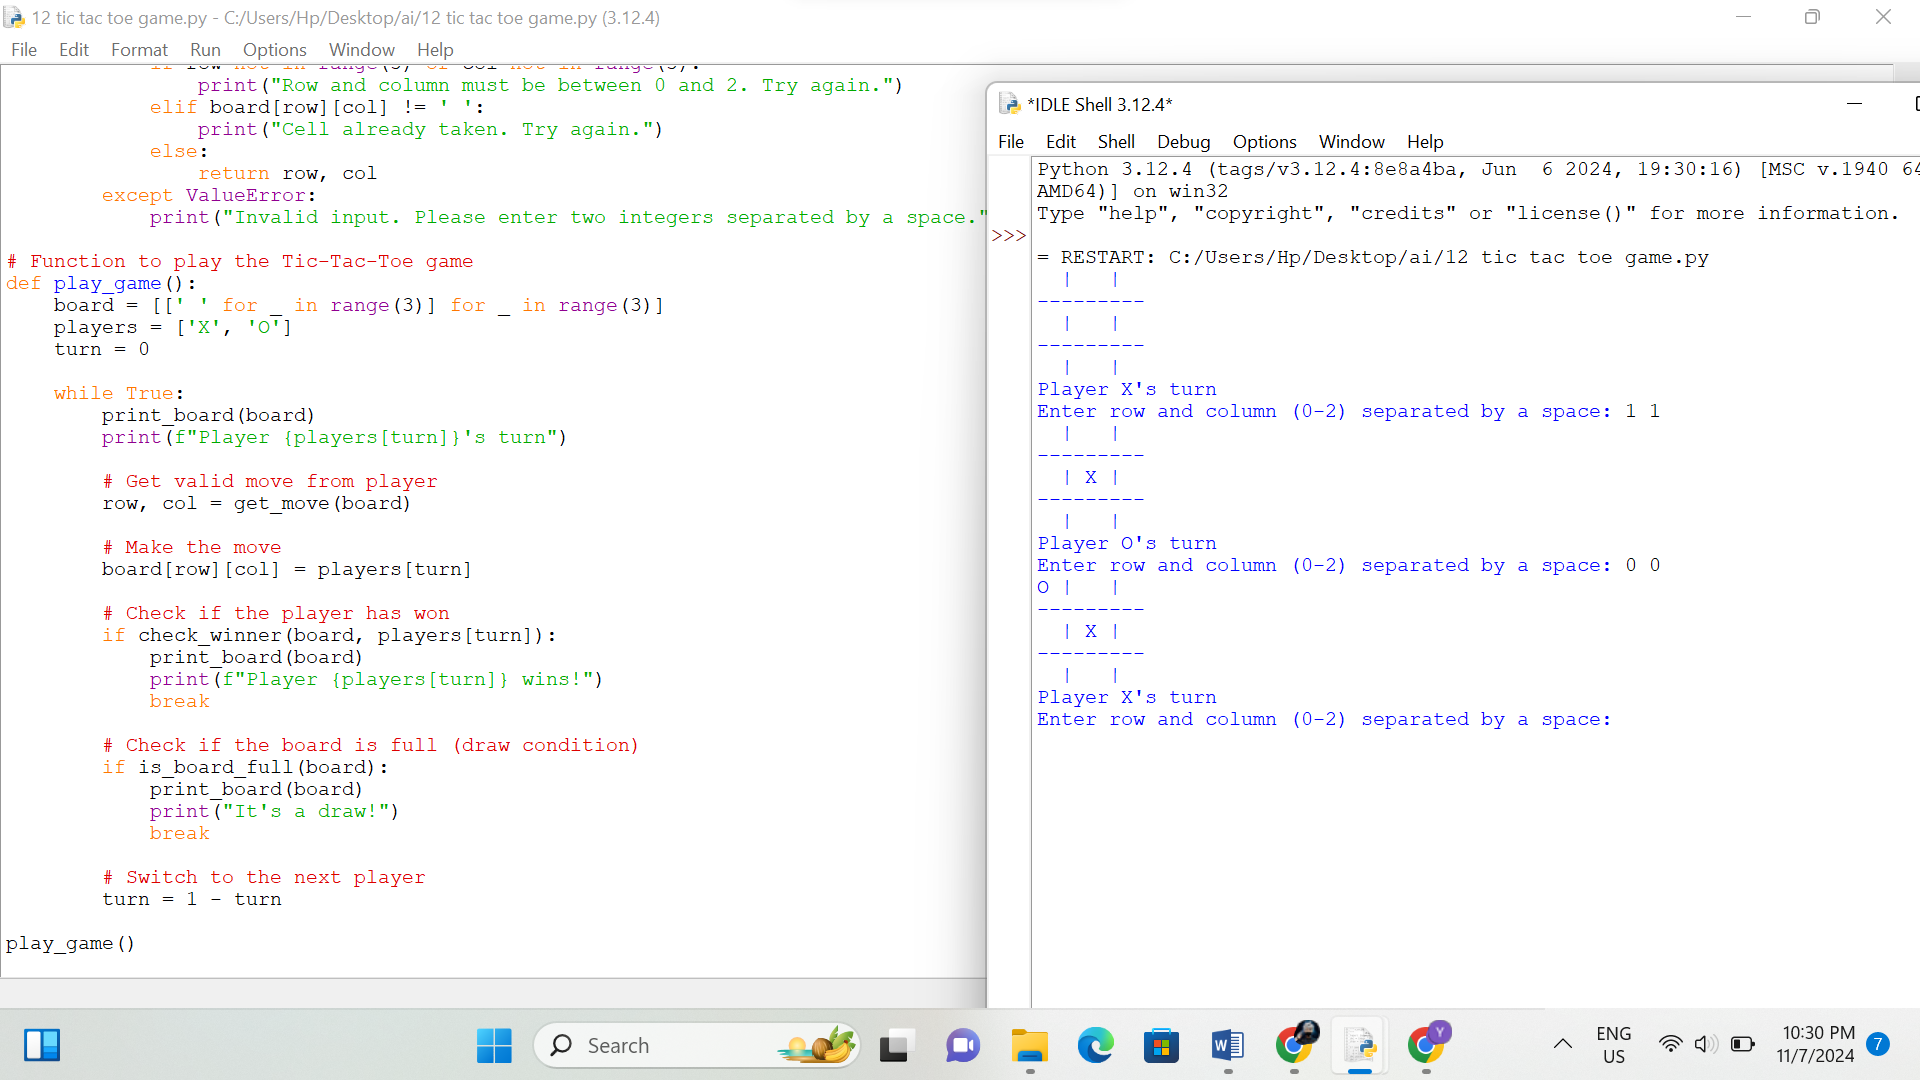 12 tic tac toe game.py - C:/Users/Hp/Desktop/ai/12 tic tac toe game.py (3.12.4)
File Edit Format Run Options Window Help
if row not in range(3) or col not in range(3):
print("Row and column must be between 0 and 2. Try again.")
elif board[row][col] != ' ':
print("Cell already taken. Try again.")
else:
return row, col
except ValueError:
print("Invalid input. Please enter two integers separated by a space."
# Function to play the Tic-Tac-Toe game
def play_game():
board = [[' ' for _ in range(3)] for _ in range(3)]
players = ['X', 'O']
turn = 0
while True:
print_board(board)
print(f"Player {players[turn]}'s turn")
# Get valid move from player
row, col = get_move(board)
# Make the move
board[row][col] = players[turn]
# Check if the player has won
if check_winner(board, players[turn]):
print_board(board)
print(f"Player {players[turn]} wins!")
break
# Check if the board is full (draw condition)
if is_board_full(board):
print_board(board)
print("It's a draw!")
break
# Switch to the next player
turn = 1 - turn
play_game()
*IDLE Shell 3.12.4*
File Edit Shell Debug Options Window Help
Python 3.12.4 (tags/v3.12.4:8e8a4ba, Jun  6 2024, 19:30:16) [MSC v.1940 64
AMD64)] on win32
Type "help", "copyright", "credits" or "license()" for more information.
>>>
= RESTART: C:/Users/Hp/Desktop/ai/12 tic tac toe game.py
  |   |
---------
  |   |
---------
  |   |
Player X's turn
Enter row and column (0-2) separated by a space: 1 1
  |   |
---------
  | X |
---------
  |   |
Player O's turn
Enter row and column (0-2) separated by a space: 0 0
O |   |
---------
  | X |
---------
  |   |
Player X's turn
Enter row and column (0-2) separated by a space:
Search
Y
ENG
US
10:30 PM
11/7/2024
7